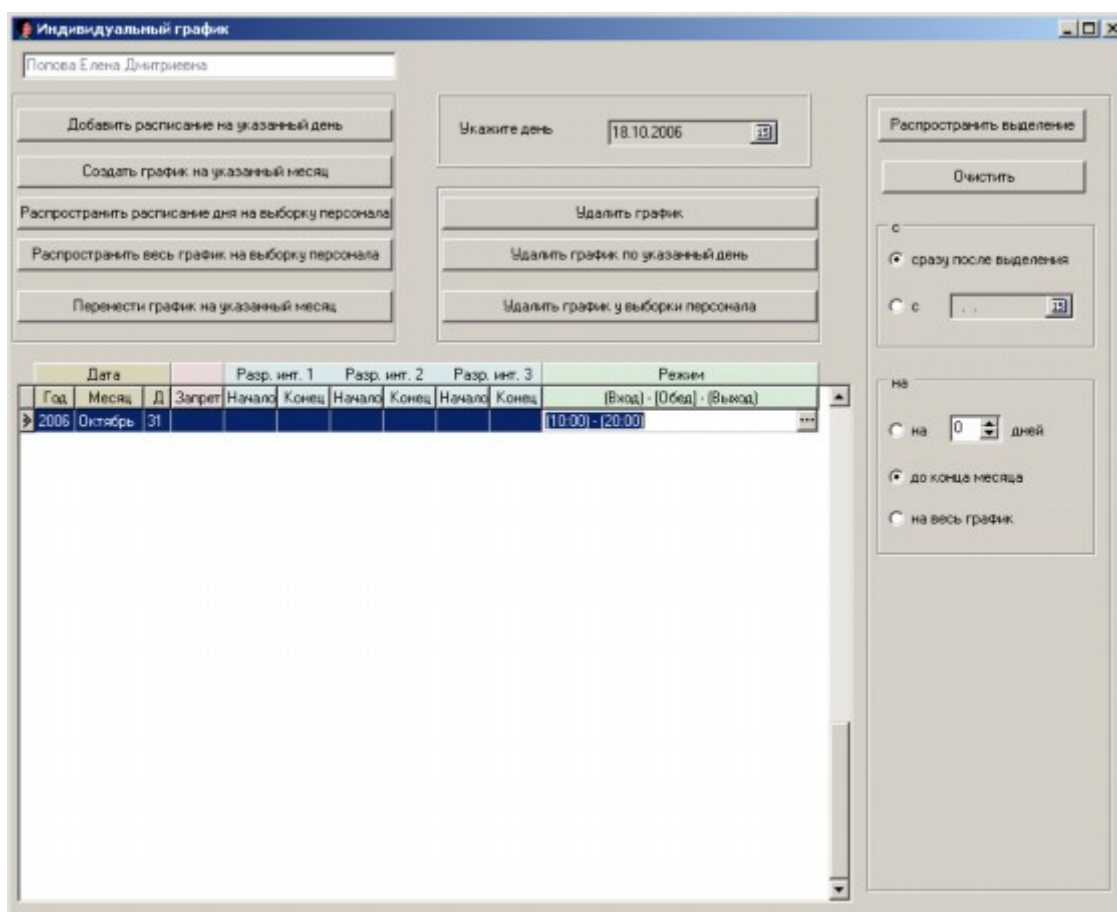 Индивидуальный график
Попова Елена Дмитриевна
Добавить расписание на указанный день
Создать график на указанный месяц
Распространить расписание дня на выборку персонала
Распространить весь график на выборку персонала
Перенести график на указанный месяц
Укажите день 18.10.2006 15
Удалить график
Удалить график по указанный день
Удалить график у выборки персонала
Распространить выделение
Очистить
с
сразу после выделения
с . . 15
на
на 0 дней
до конца месяца
на весь график
Дата Разр. инт. 1 Разр. инт. 2 Разр. инт. 3 Режим
Год Месяц Д Запрет Начало Конец Начало Конец Начало Конец (Вход) - [Обед] - (Выход)
2006 Октябрь 31 (10:00) - (20:00) ...